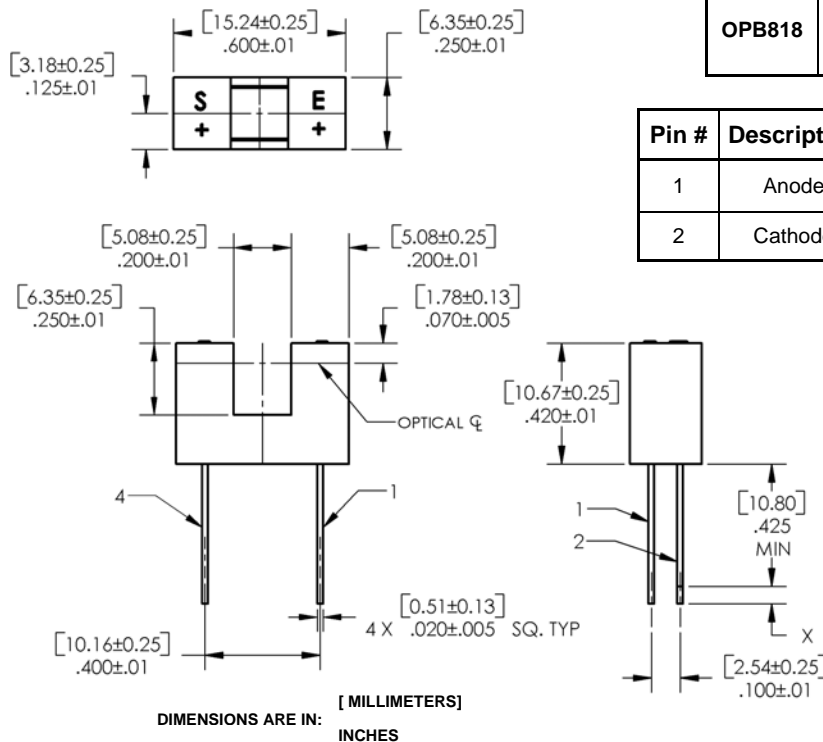 [15.24±0.25]
.600±.01
[6.35±0.25]
.250±.01
[3.18±0.25]
.125±.01
S
E
+
+
OPB818
Pin #
1
Anode
2
[5.08±0.25]
.200±.01
[5.08±0.25]
.200±.01
[6.35±0.25]
.250±.01
[1.78±0.13]
.070±.005
OPTICAL ℄
[10.67±0.25]
.420±.01
4
1
1
2
[10.80]
.425
MIN
X
[0.51±0.13]
4 X .020±.005 SQ. TYP
[10.16±0.25]
.400±.01
[2.54±0.25]
.100±.01
DIMENSIONS ARE IN:
[ MILLIMETERS]
INCHES